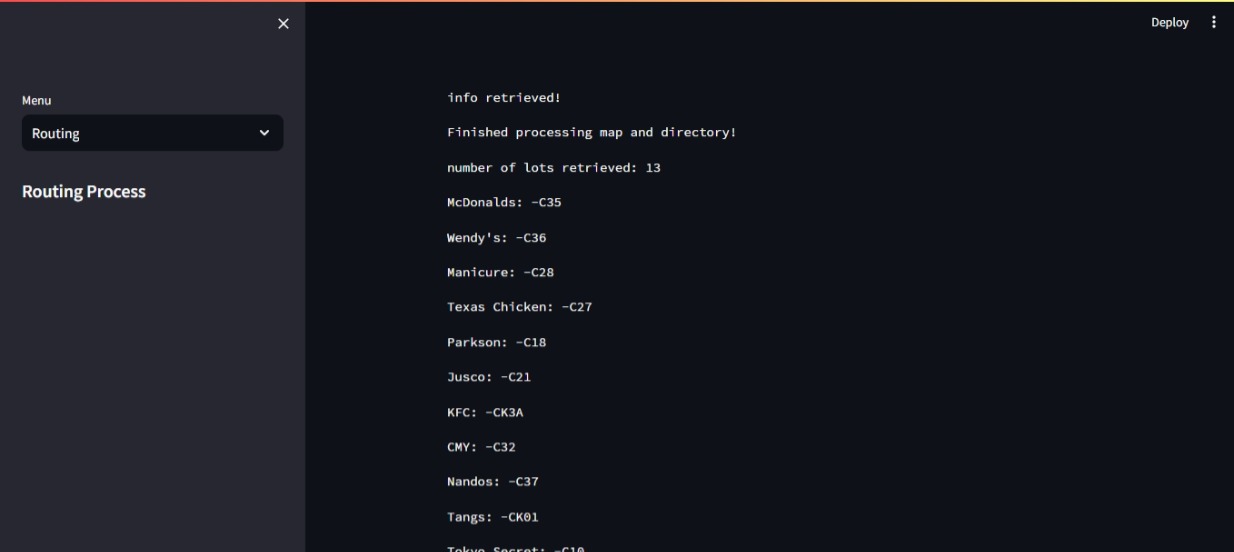 Deploy
Menu
Routing
Routing Process
info retrieved!
Finished processing map and directory!
number of lots retrieved: 13
McDonalds: -C35
Wendy's: -C36
Manicure: -C28
Texas Chicken: -C27
Parkson: -C18
Jusco: -C21
KFC: -CK3A
CMY: -C32
Nandos: -C37
Tangs: -CK01
Tokyo Secret: -C10